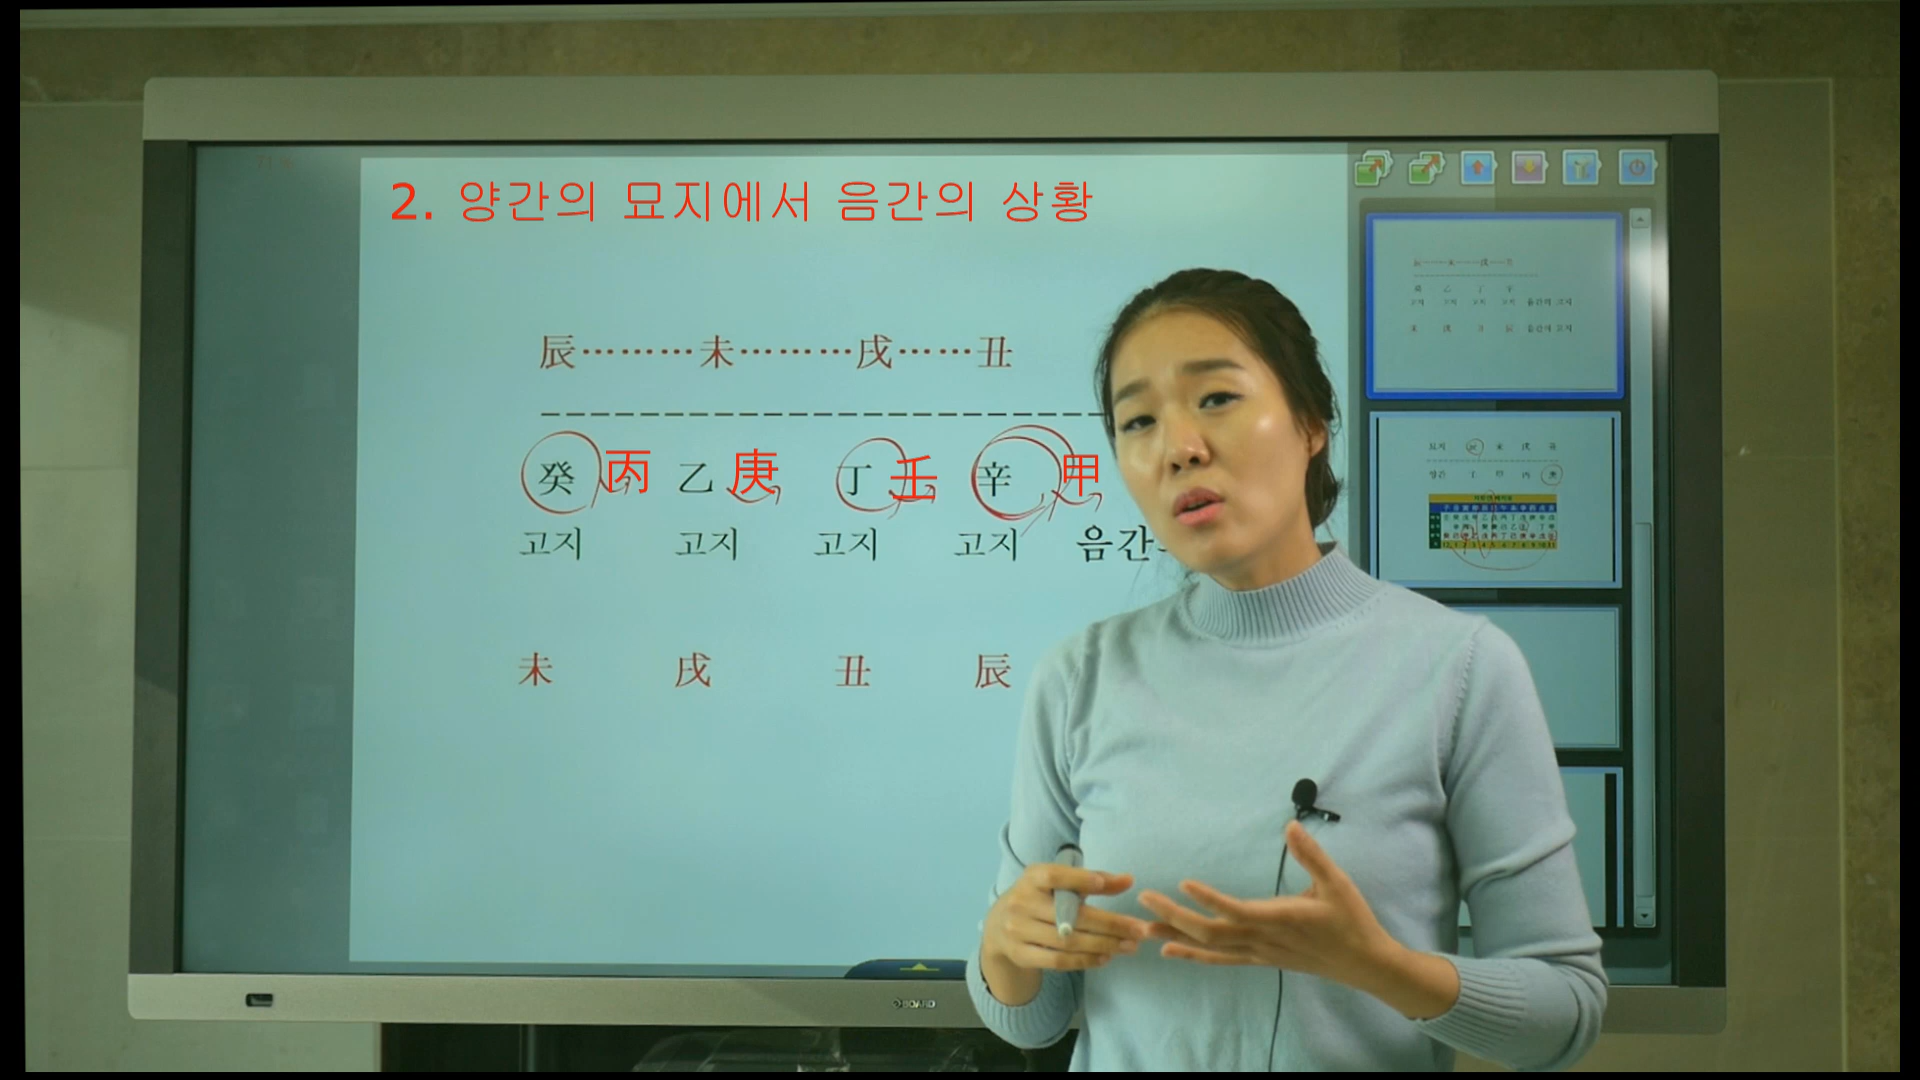 2. 양간의 묘지에서 음간의 상황
辰………未………戌……丑
癸 丙 乙 庚 丁 壬 辛 甲
고지 고지 고지 고지 음간
未 戌 丑 辰